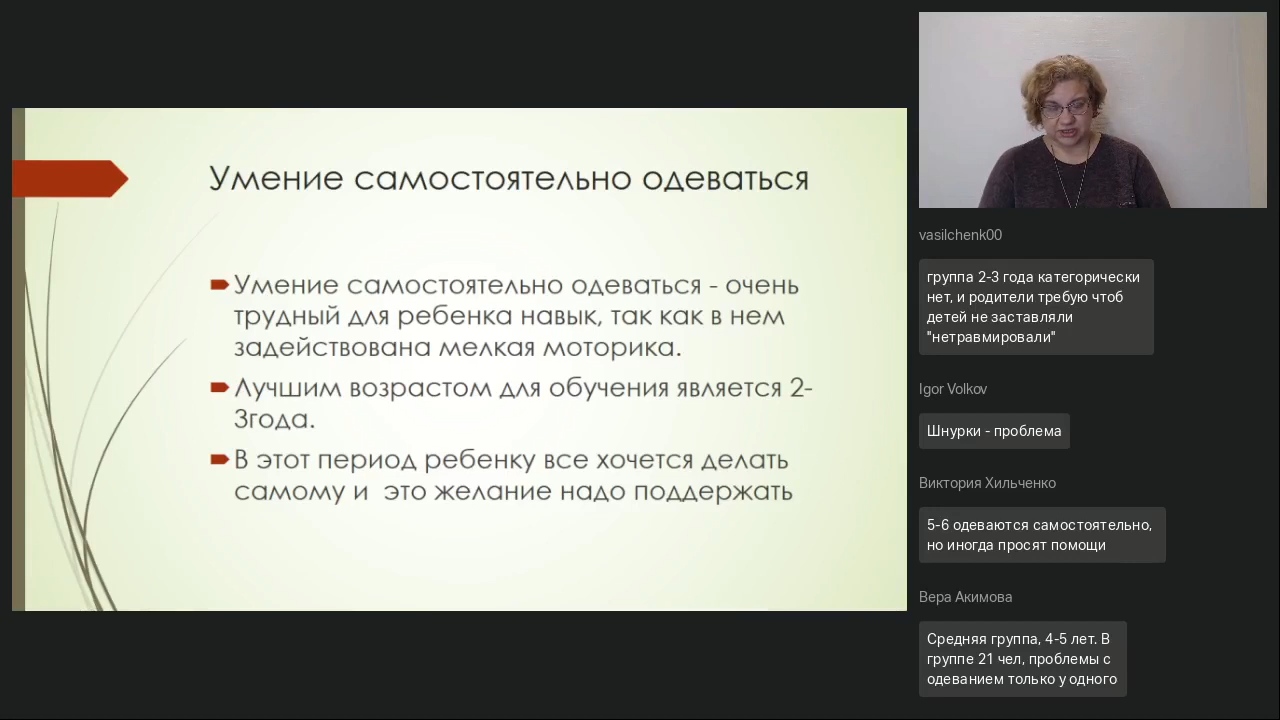 Умение самостоятельно одеваться
Умение самостоятельно одеваться - очень
трудный для ребенка навык, так как в нем
задействована мелкая моторика.
Лучшим возрастом для обучения является 2-
3года.
В этот период ребенку все хочется делать
самому и  это желание надо поддержать
vasilchenk00
группа 2-3 года категорически
нет, и родители требую чтоб
детей не заставляли
"нетравмировали"
Igor Volkov
Шнурки - проблема
Виктория Хильченко
5-6 одеваются самостоятельно,
но иногда просят помощи
Вера Акимова
Средняя группа, 4-5 лет. В
группе 21 чел, проблемы с
одеванием только у одного